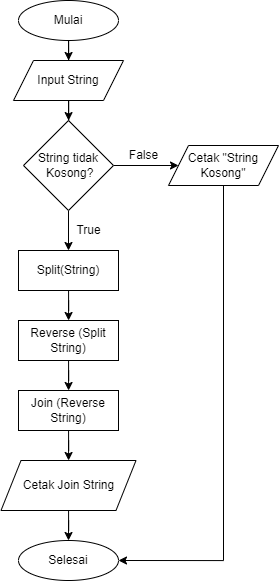 Mulai
Input String
String tidak
Kosong?
False
Cetak "String
Kosong"
True
Split(String)
Reverse (Split
String)
Join (Reverse
String)
Cetak Join String
Selesai